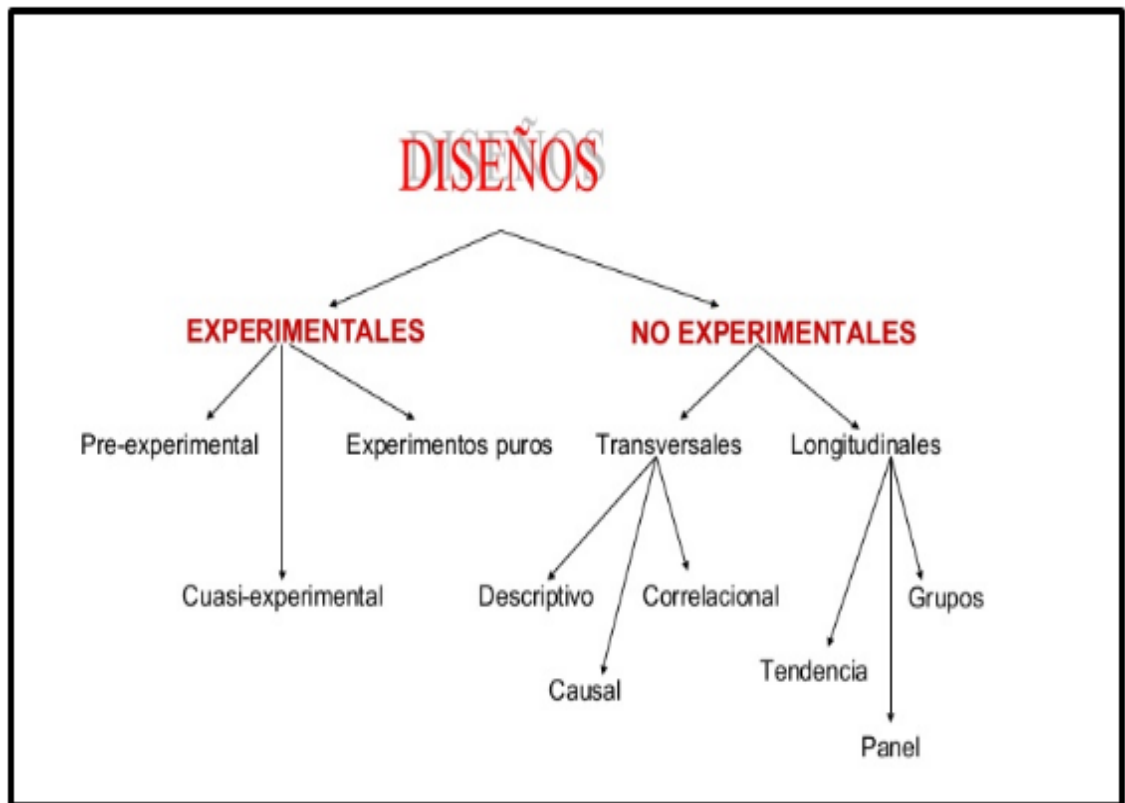 DISEÑOS
EXPERIMENTALES
NO EXPERIMENTALES
Pre-experimental
Experimentos puros
Transversales
Longitudinales
Cuasi-experimental
Descriptivo
Correlacional
Grupos
Tendencia
Causal
Panel